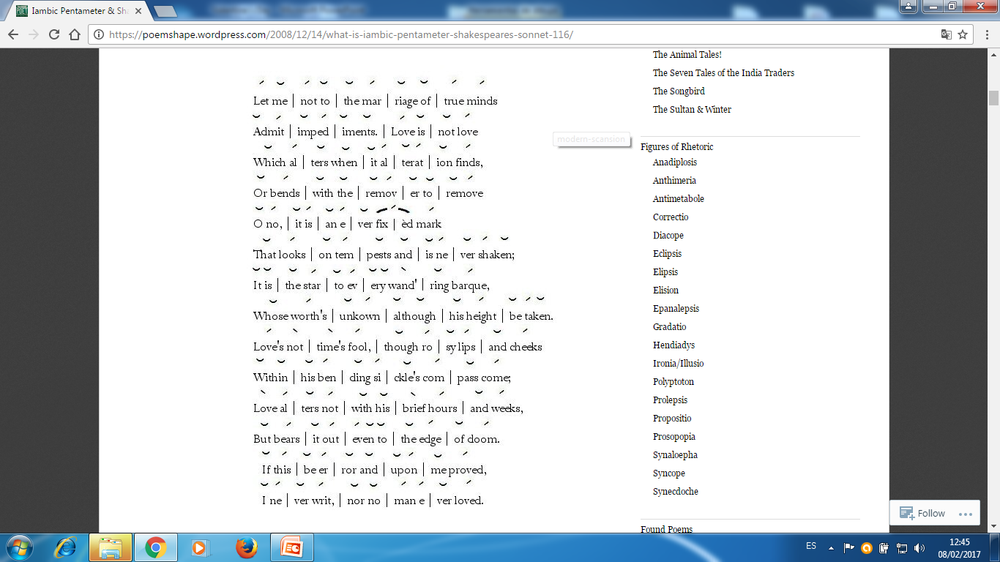 Iambic Pentameter & Sha
https://poemshape.wordpress.com/2008/12/14/what-is-iambic-pentameter-shakespeares-sonnet-116/
Let me | not to | the mar | riage of | true minds
Admit | imped | iments. | Love is | not love
Which al | ters when | it al | terat | ion finds,
Or bends | with the | remov | er to | remove
O no, | it is | an e | ver fix | èd mark
That looks | on tem | pests and | is ne | ver shaken;
It is | the star | to ev | ery wand' | ring barque,
Whose worth's | unkown | although | his height | be taken.
Love's not | time's fool, | though ro | sy lips | and cheeks
Within | his ben | ding si | ckle's com | pass come;
Love al | ters not | with his | brief hours | and weeks,
But bears | it out | even to | the edge | of doom.
If this | be er | ror and | upon | me proved,
I ne | ver writ, | nor no | man e | ver loved.
modern-scansion
The Animal Tales!
The Seven Tales of the India Traders
The Songbird
The Sultan & Winter
Figures of Rhetoric
Anadiplosis
Anthimeria
Antimetabole
Correctio
Diacope
Eclipsis
Elipsis
Elision
Epanalepsis
Gradatio
Hendiadys
Ironia/Illusio
Polyptoton
Prolepsis
Propositio
Prosopopia
Synaloepha
Syncope
Synecdoche
Found Poems
Follow
ES
12:45
08/02/2017